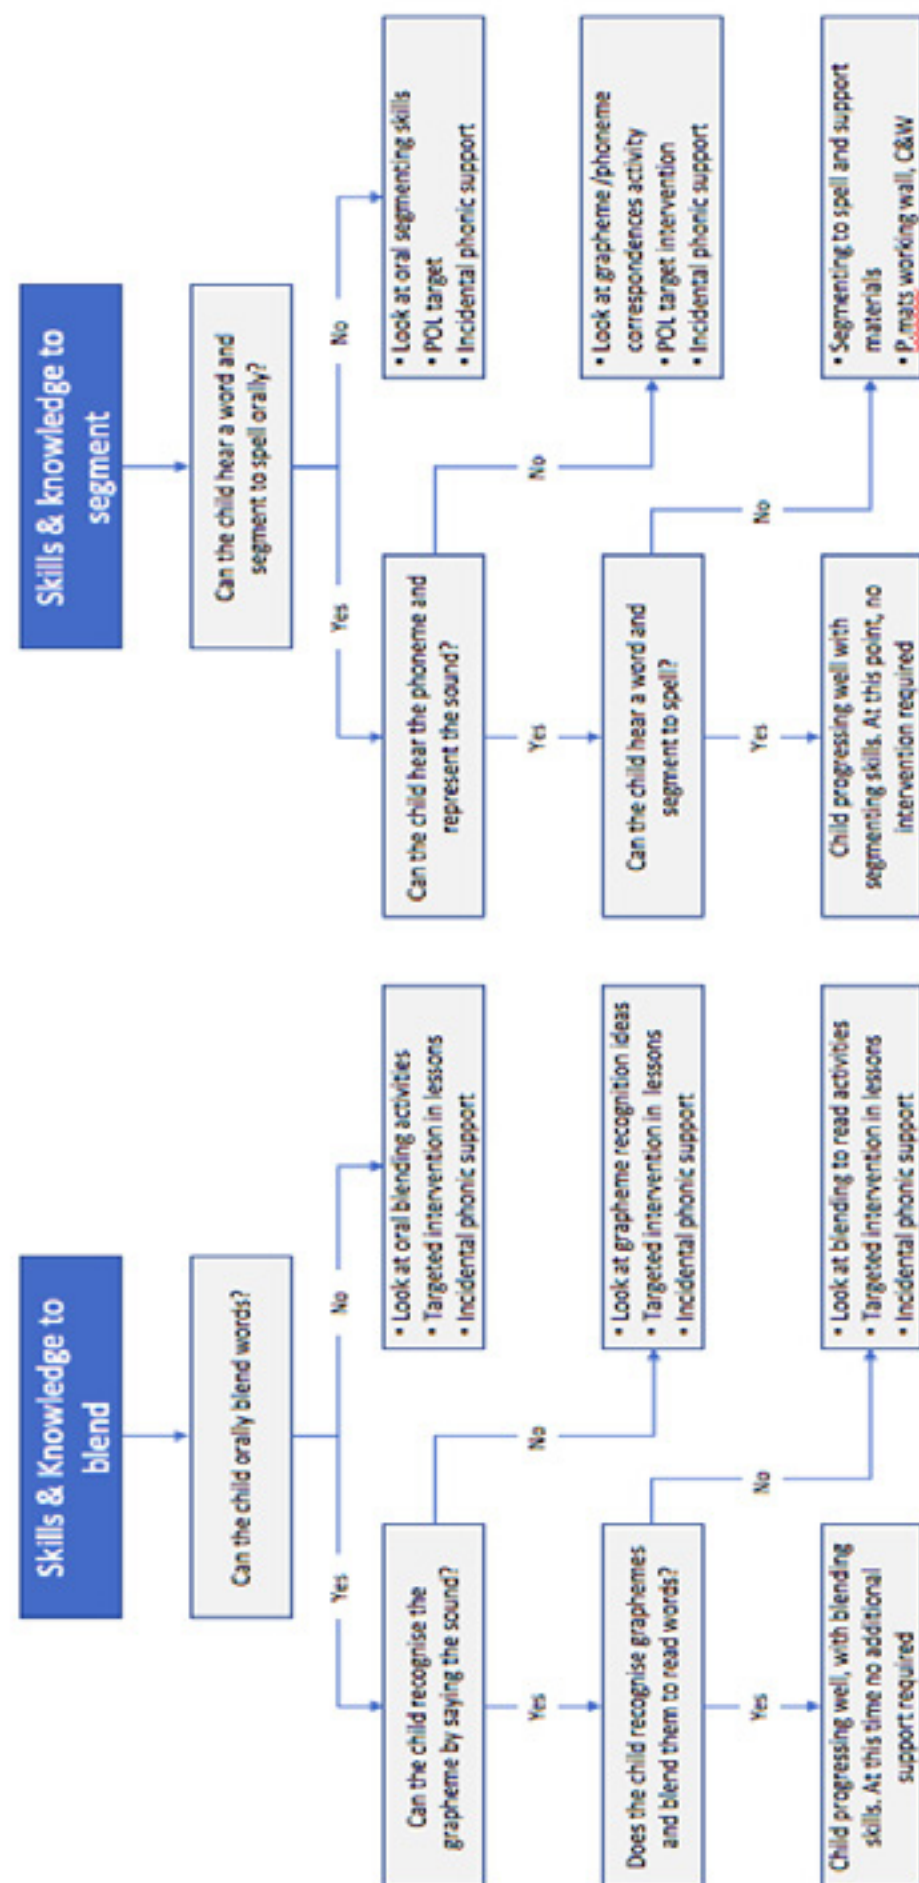 Skills & Knowledge to
blend
Can the child orally blend words?
Yes
No
Can the child recognise the
grapheme by saying the sound?
• Look at oral blending activities
• Targeted intervention in lessons
• Incidental phonic support
Yes
No
Does the child recognise graphemes
and blend them to read words?
• Look at grapheme recognition ideas
• Targeted intervention in lessons
• Incidental phonic support
Yes
No
Child progressing well, with blending
skills. At this time no additional
support required
• Look at blending to read activities
• Targeted intervention in lessons
• Incidental phonic support
Skills & knowledge to
segment
Can the child hear a word and
segment to spell orally?
Yes
No
Can the child hear the phoneme and
represent the sound?
• Look at oral segmenting skills
• POL target
• Incidental phonic support
Yes
No
Can the child hear a word and
segment to spell?
• Look at grapheme /phoneme
correspondences activity
• POL target intervention
• Incidental phonic support
Yes
No
Child progressing well with
segmenting skills. At this point, no
intervention required
• Segmenting to spell and support
materials
• P.mats working wall, C&W